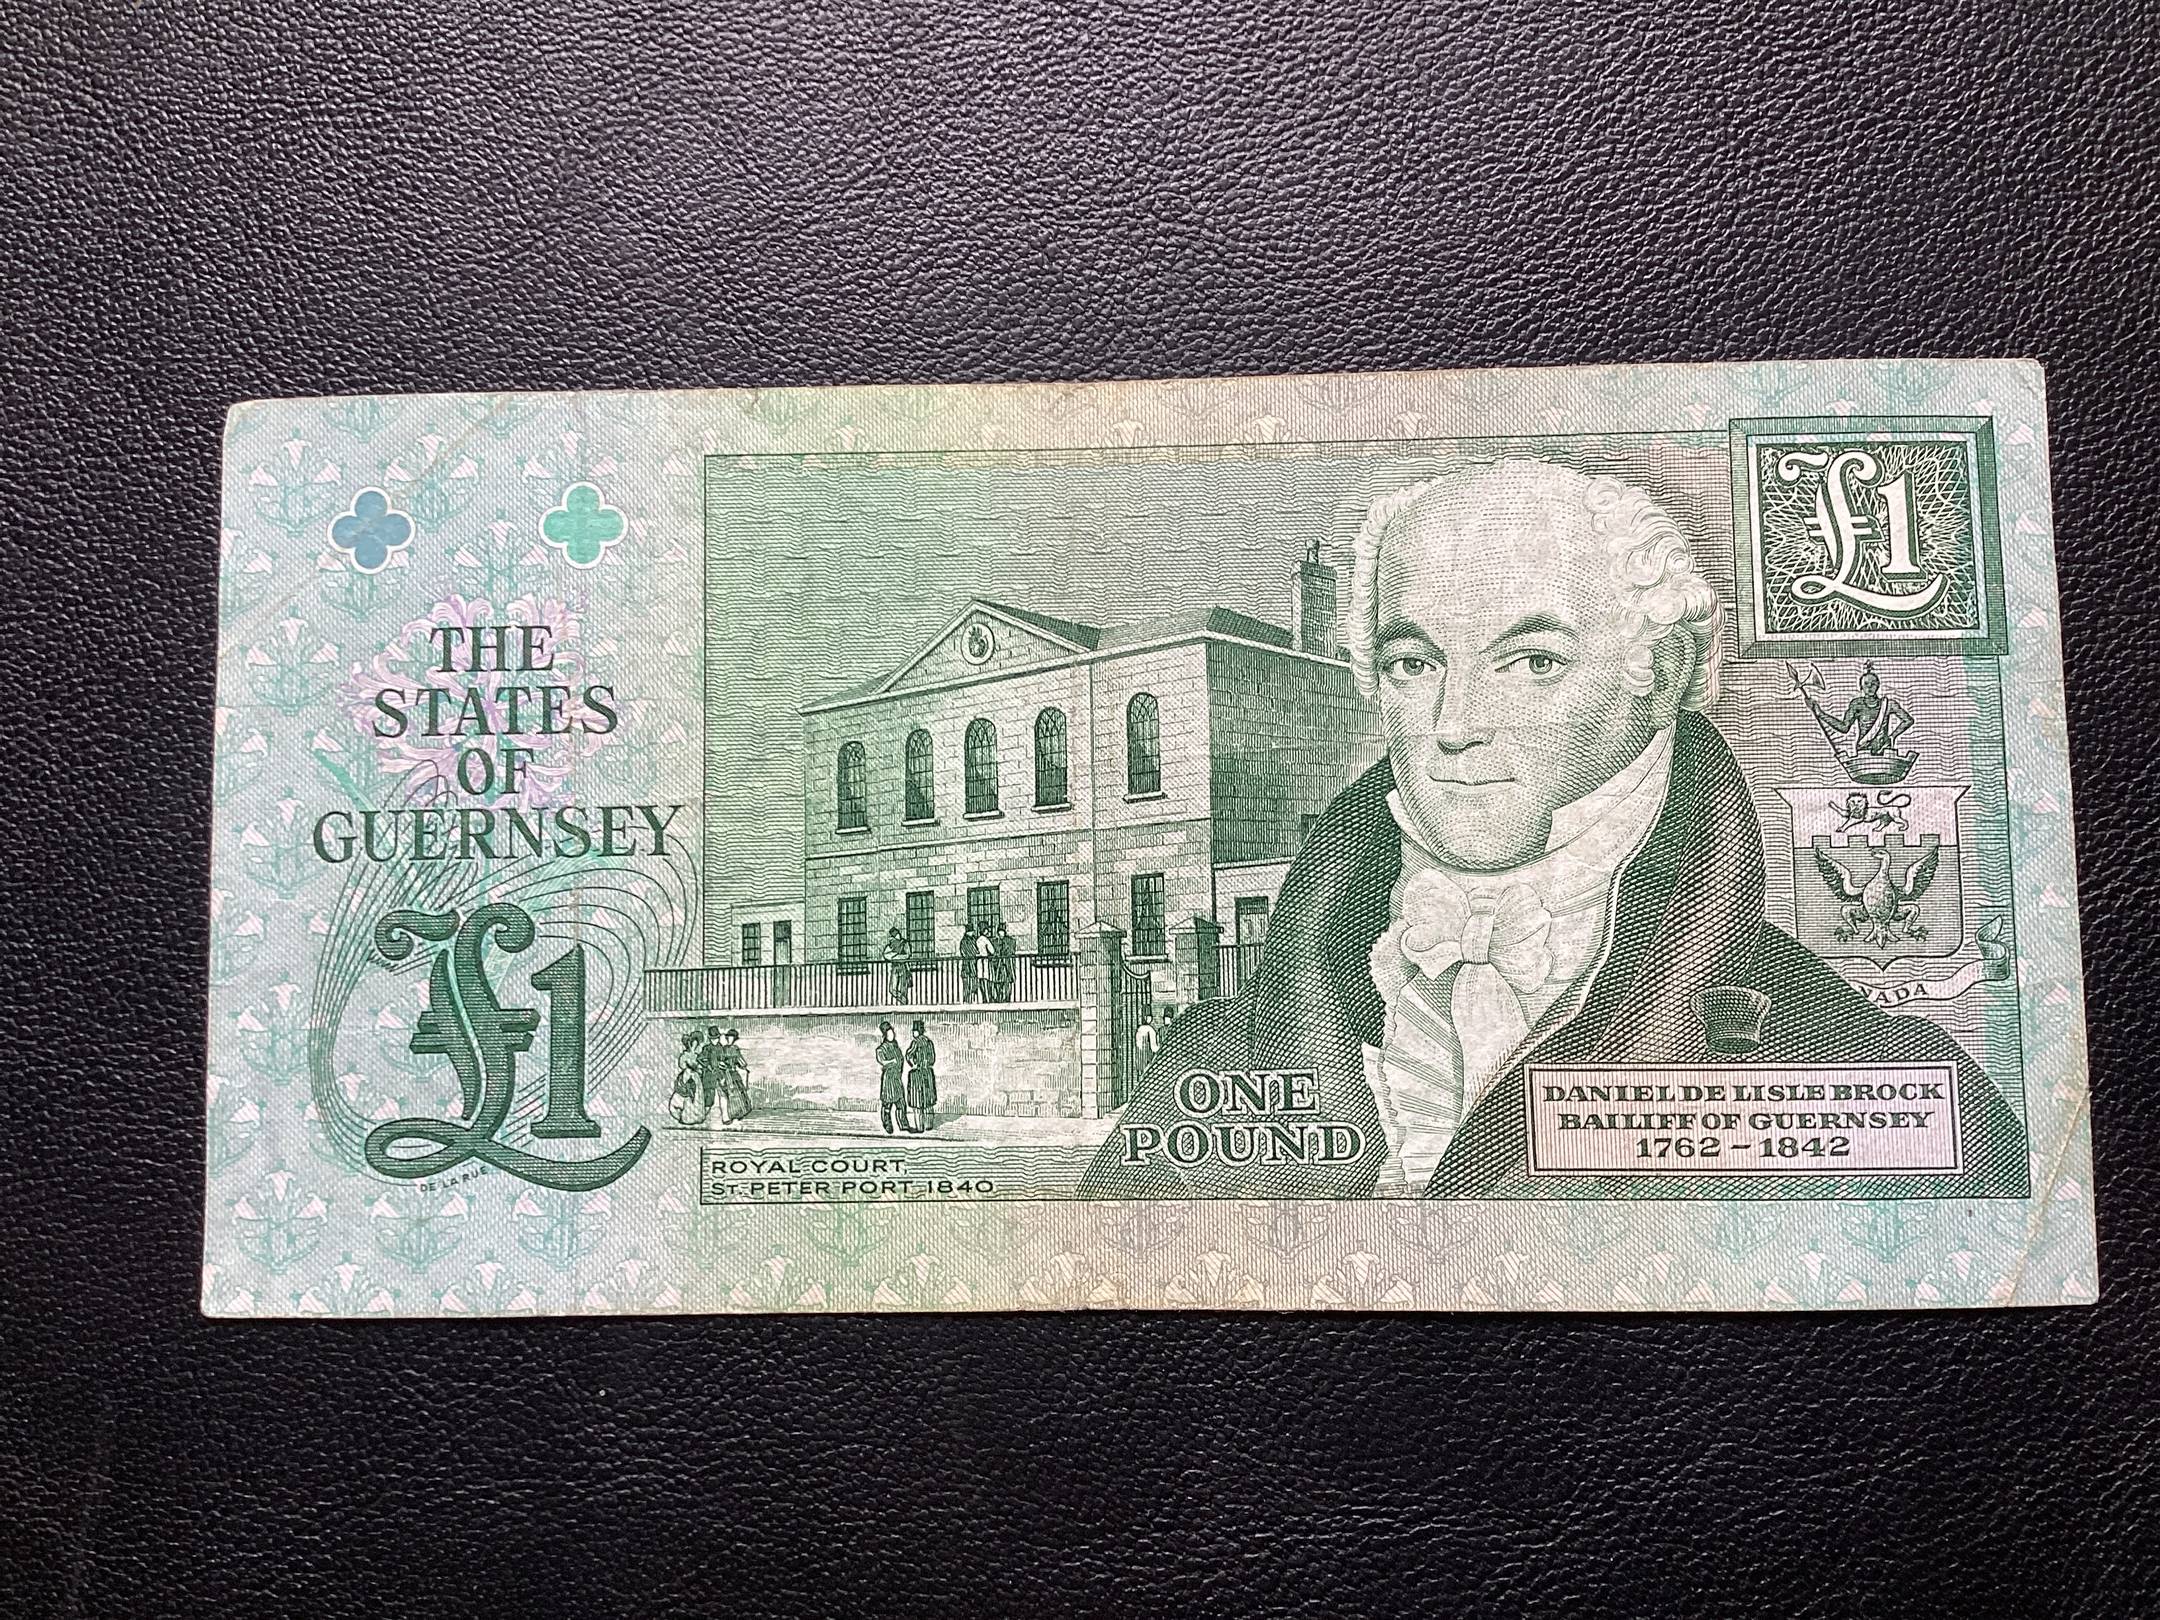 THE
STATES
OF
GUERNSEY
£1
DE LA RUE
ROYAL COURT,
ST. PETER PORT 1840
ONE
POUND
£1
VADA
DANIEL DE LISLE BROCK
BAILIFF OF GUERNSEY
1762 – 1842